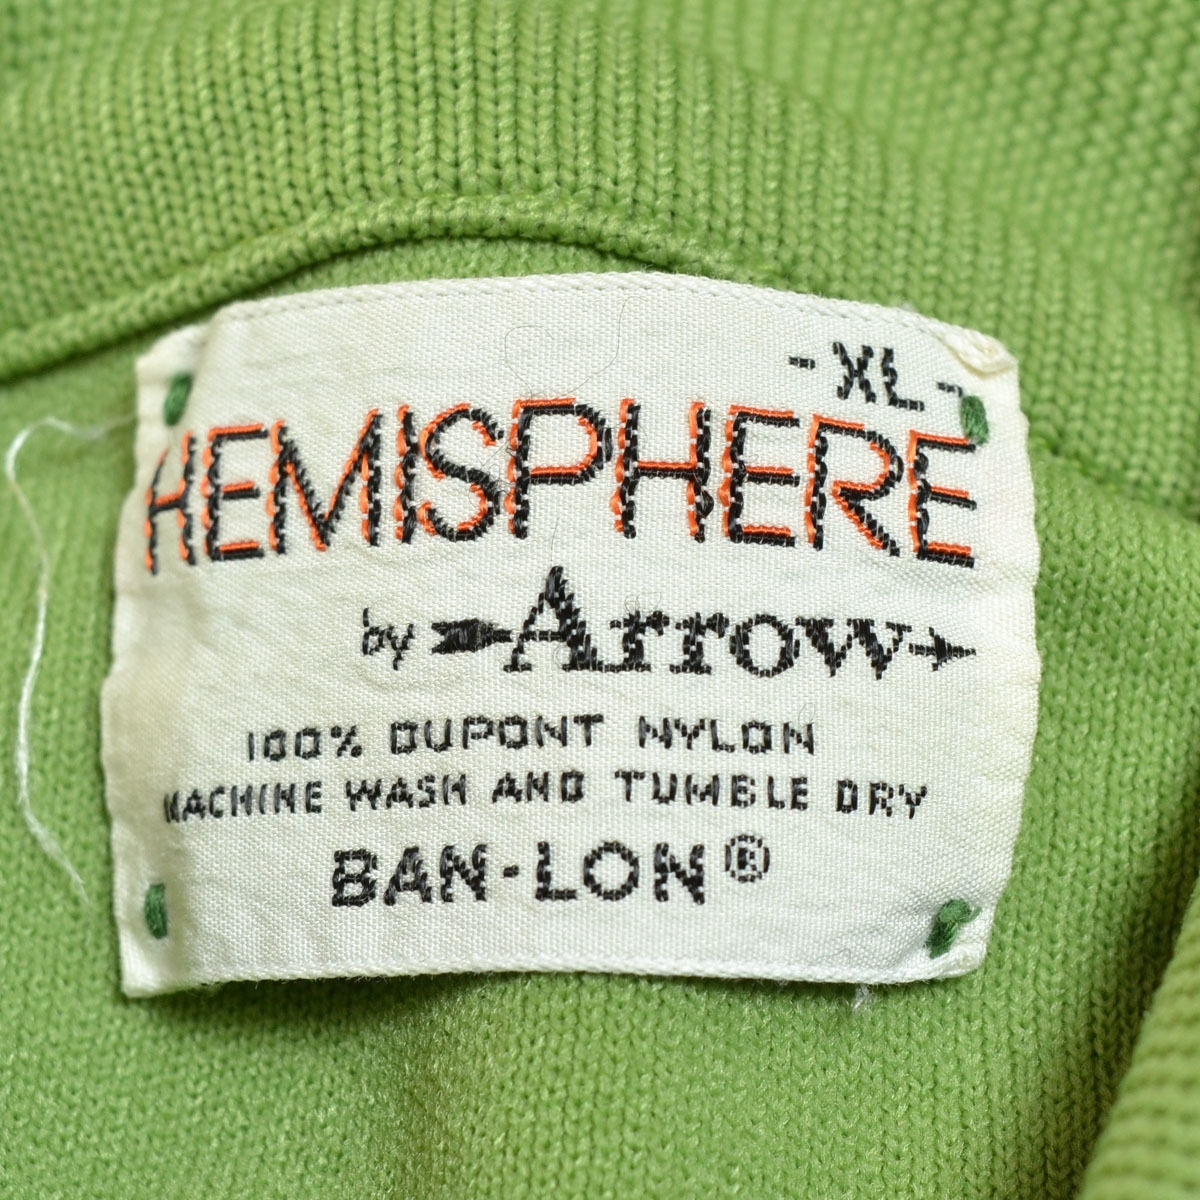 -XL-
HEMISPHERE
by Arrow
100% DUPONT NYLON
MACHINE WASH AND TUMBLE DRY
BAN-LON®